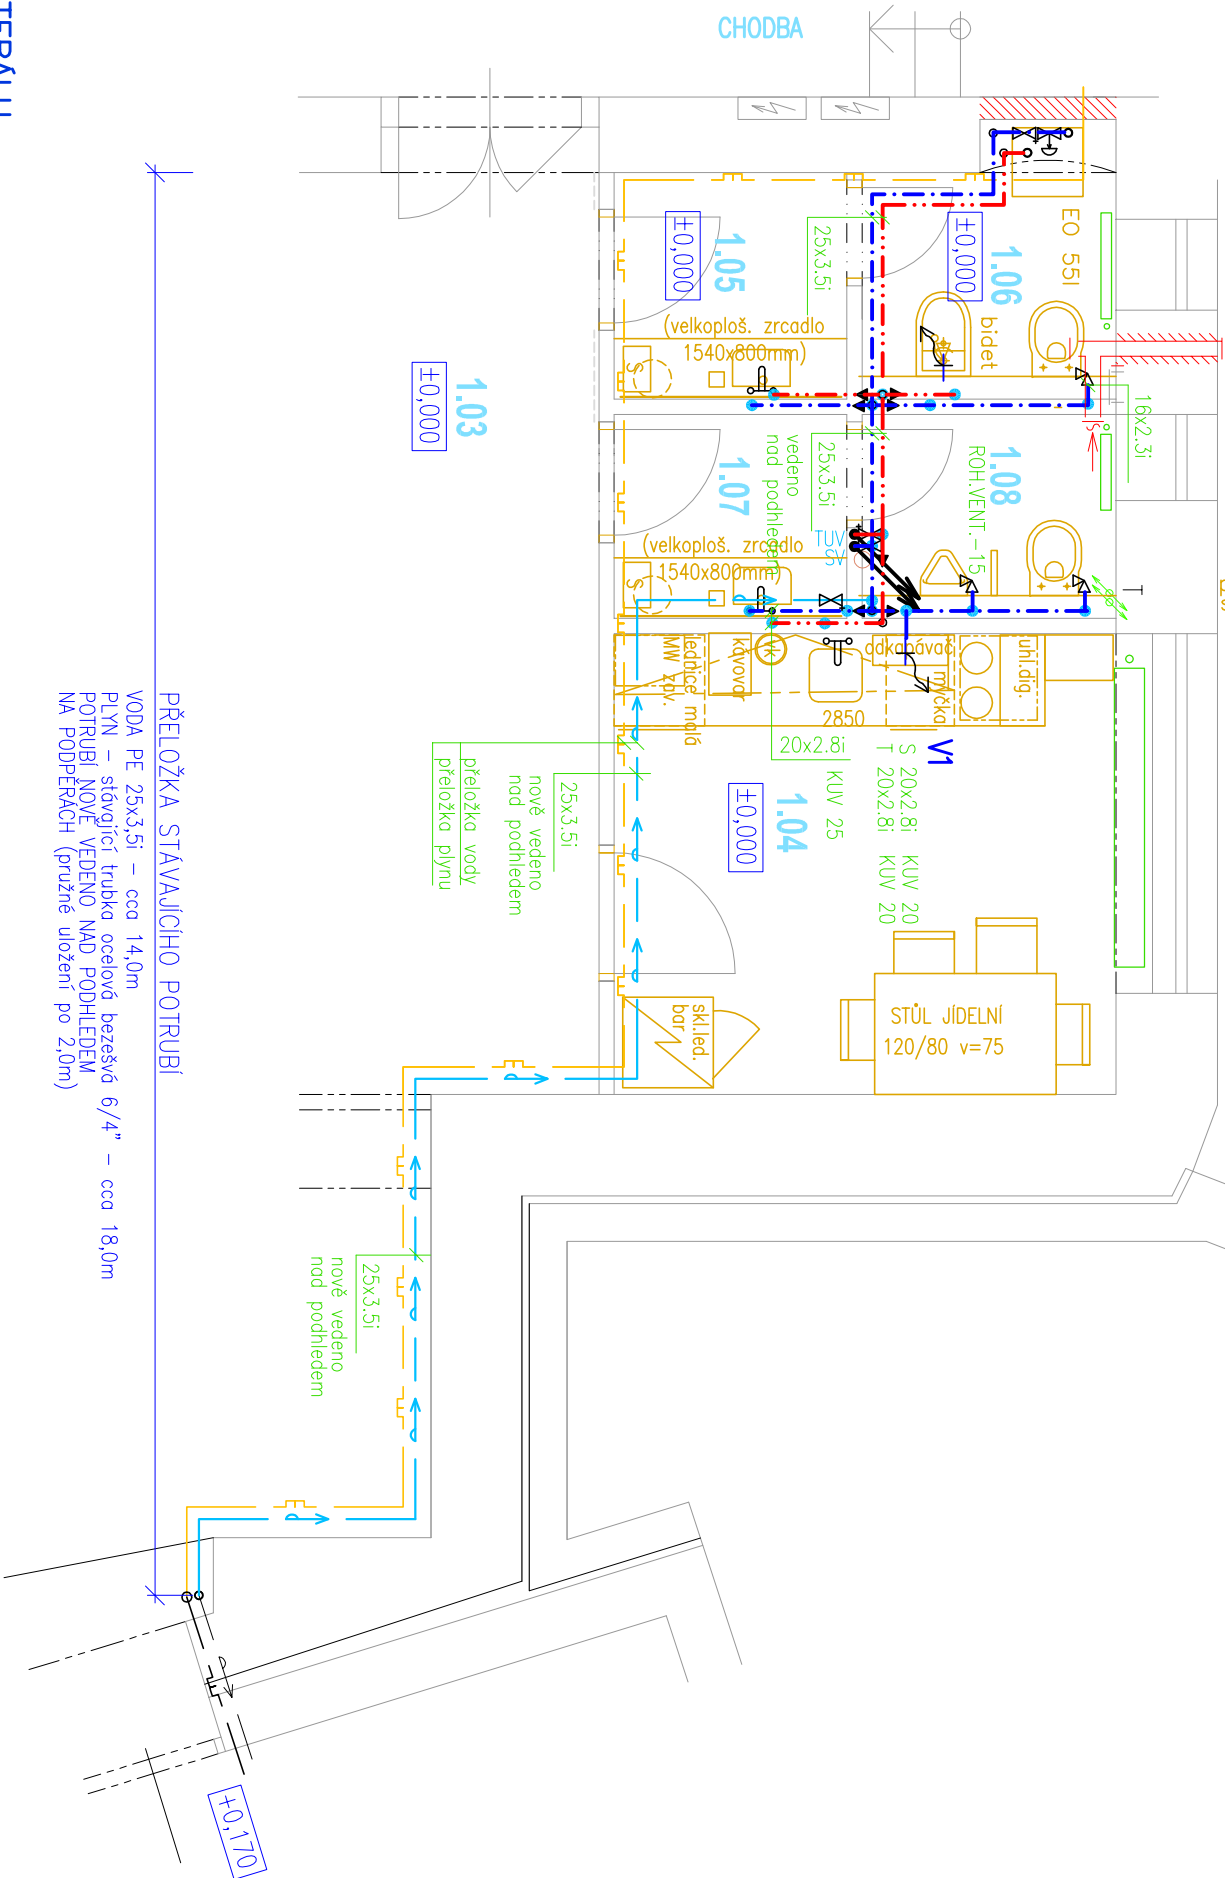 CHODBA
EO 55l
1.06
±0,000
1.05
±0,000
25x3.5i
bidet
(velkoploš. zrcadlo
1540x800mm)
S
1.03
±0,000
16x2.3i
1.08
ROH.VENT.-15
1.07
25x3.5i
vedeno
nad podhledem
TUV
SV
(velkoploš. zrcadlo
1540x800mm)
S
uhl.dig.
odkapávač
myčka
kávovar
vk
lednice malá
MW záv.
2850
20x2.8i
KUV 25
V1
S 20x2.8i KUV 20
T 20x2.8i KUV 20
1.04
±0,000
25x3.5i
nově vedeno
nad podhledem
přeložka vody
přeložka plynu
skl.led.
bar
STŮL JÍDELNÍ
120/80 v=75
PŘELOŽKA STÁVAJÍCÍHO POTRUBÍ
VODA PE 25x3,5i - cca 14,0m
PLYN - stávající trubka ocelová bezešvá 6/4" - cca 18,0m
POTRUBÍ NOVĚ VEDENO NAD PODHLEDEM
NA PODPĚRÁCH (pružné uložení po 2,0m)
25x3.5i
nově vedeno
nad podhledem
+0,170